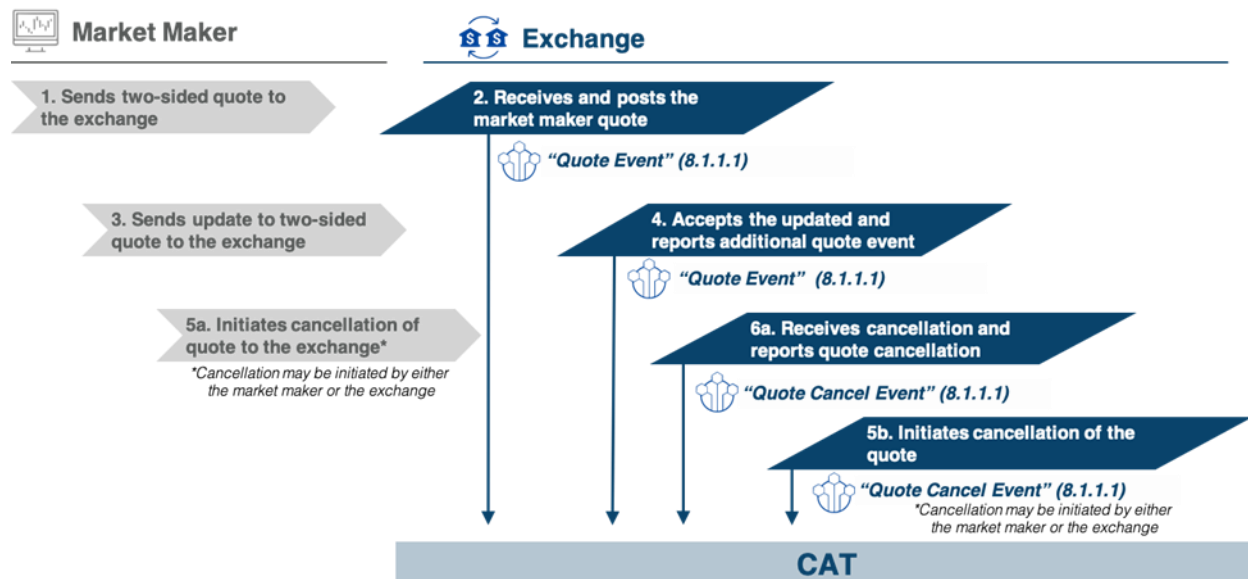 Market Maker
Exchange
1. Sends two-sided quote to
the exchange
2. Receives and posts the
market maker quote
“Quote Event” (8.1.1.1)
3. Sends update to two-sided
quote to the exchange
4. Accepts the updated and
reports additional quote event
“Quote Event” (8.1.1.1)
5a. Initiates cancellation of
quote to the exchange*
*Cancellation may be initiated by either
the market maker or the exchange
6a. Receives cancellation and
reports quote cancellation
“Quote Cancel Event” (8.1.1.1)
5b. Initiates cancellation of the
quote
“Quote Cancel Event” (8.1.1.1)
*Cancellation may be initiated by either
the market maker or the exchange
CAT